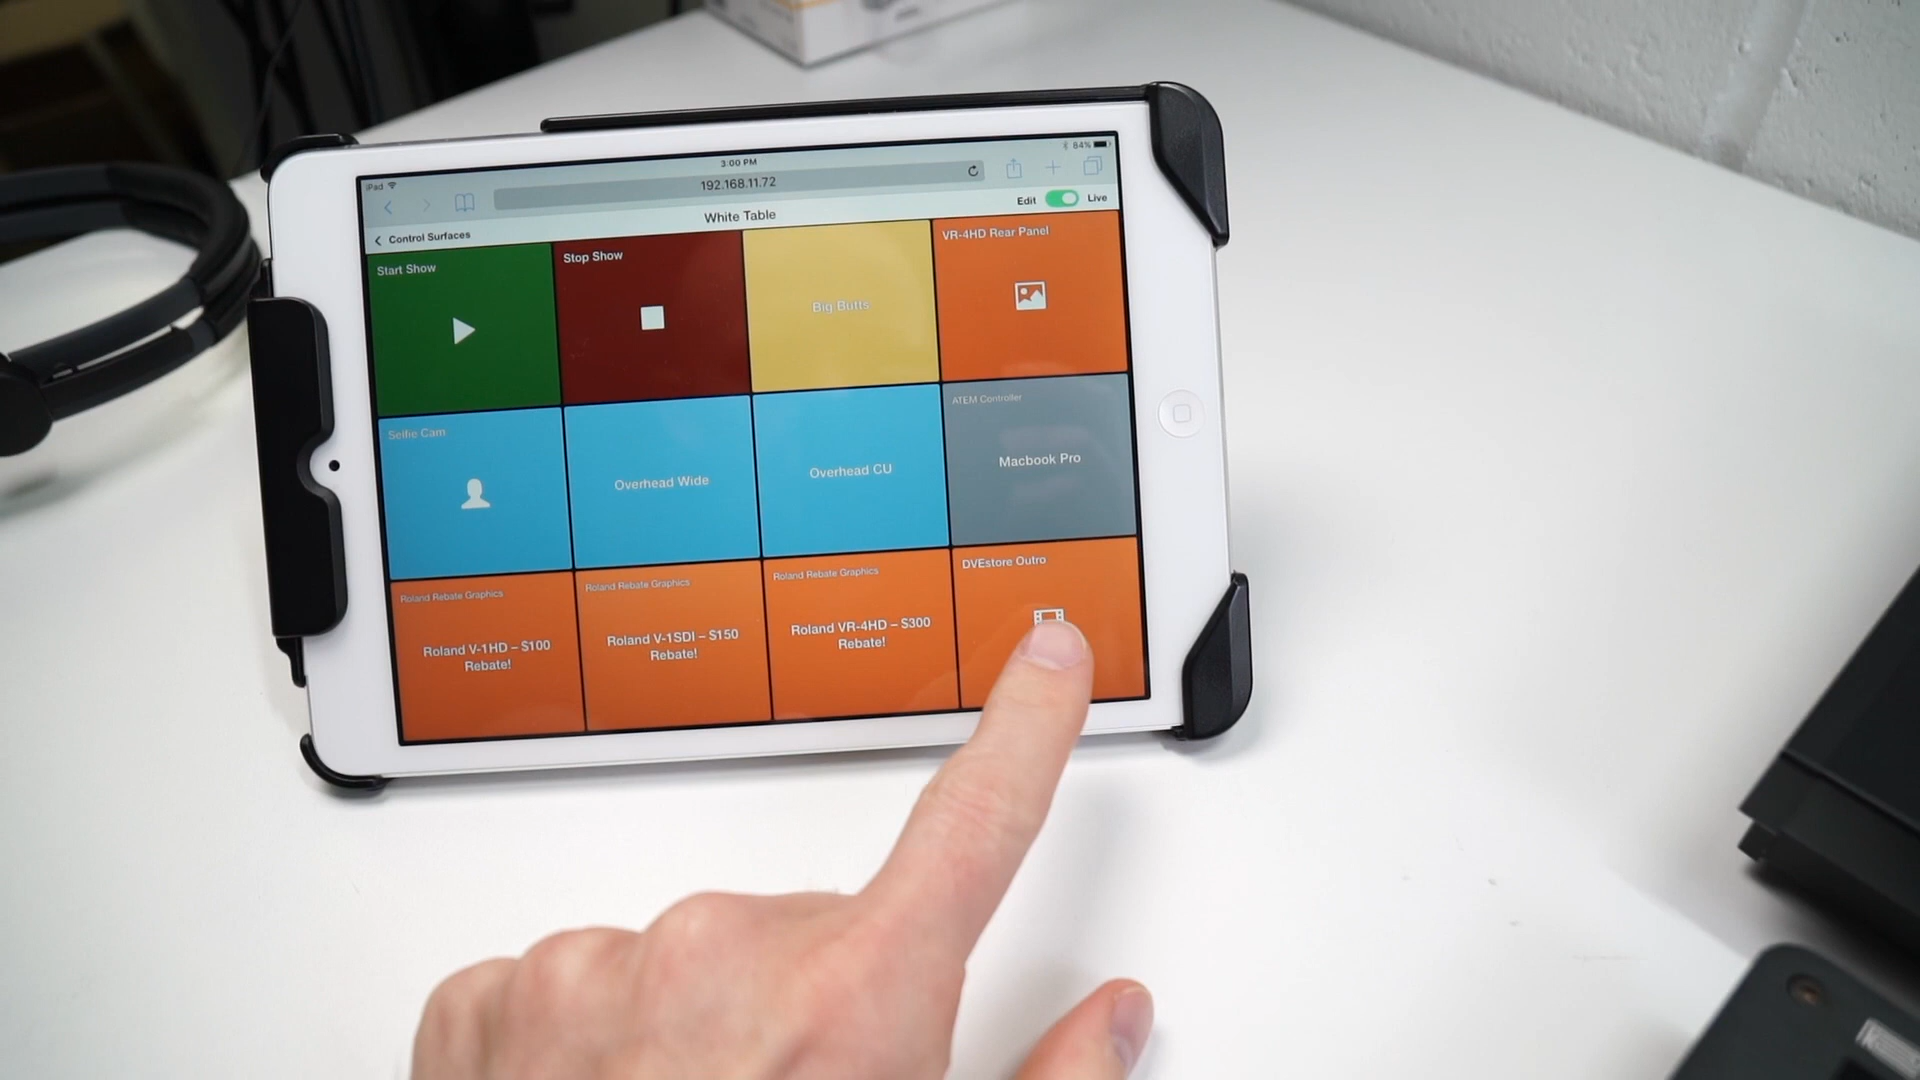 iPad
3:00 PM
84%
192.168.11.72
White Table
Edit
Live
Control Surfaces
Start Show
Stop Show
Big Butts
VR-4HD Rear Panel
Selfie Cam
Overhead Wide
Overhead CU
ATEM Controller
Macbook Pro
Roland Rebate Graphics
Roland V-1HD – $100
Rebate!
Roland Rebate Graphics
Roland V-1SDI – $150
Rebate!
Roland Rebate Graphics
Roland VR-4HD – $300
Rebate!
DVEstore Outro